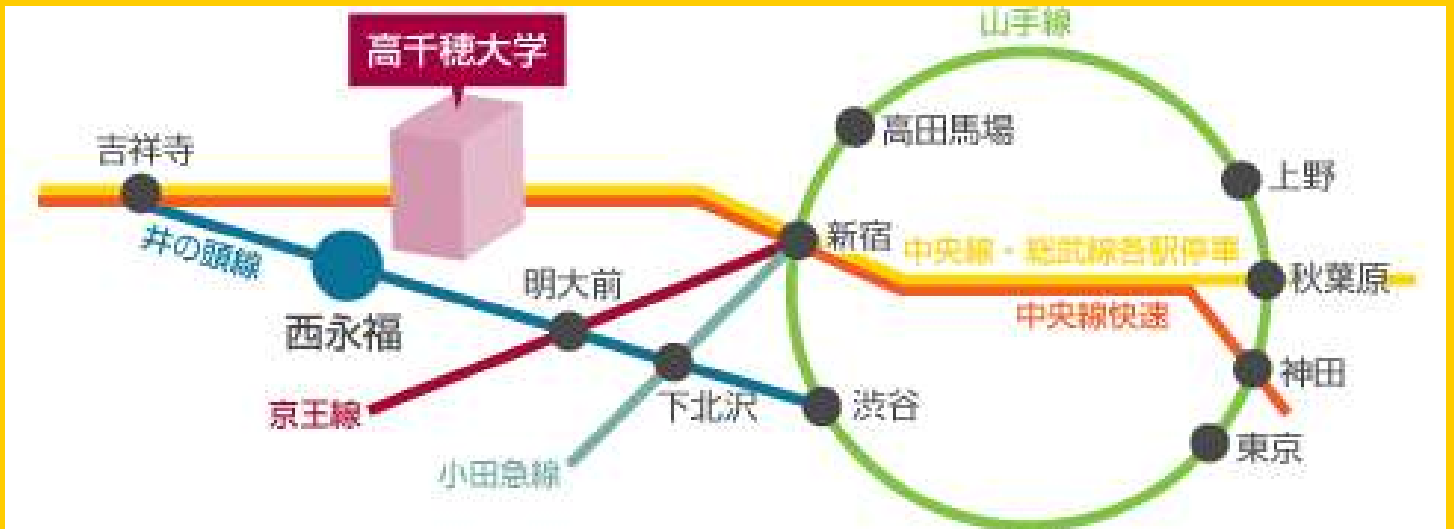 山手線
高千穂大学
高田馬場
吉祥寺
上野
新宿
中央線・総武線各駅停車
井の頭線
秋葉原
明大前
中央線快速
西永福
神田
京王線
下北沢
渋谷
東京
小田急線